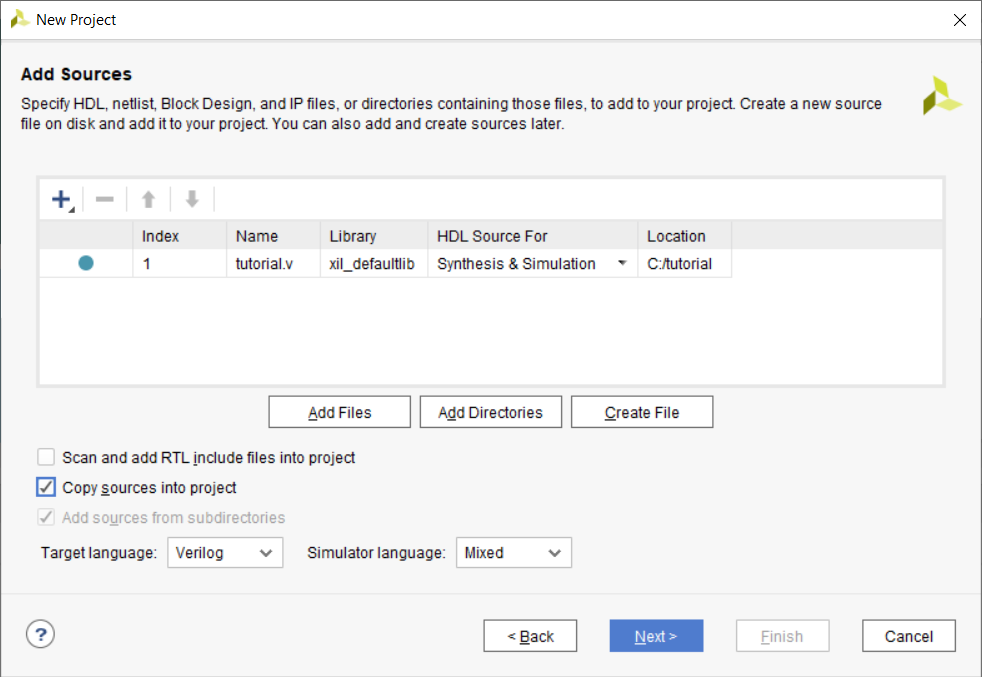 New Project
Add Sources
Specify HDL, netlist, Block Design, and IP files, or directories containing those files, to add to your project. Create a new source
file on disk and add it to your project. You can also add and create sources later.
Index Name Library HDL Source For Location
1 tutorial.v xil_defaultlib Synthesis & Simulation C:/tutorial
Add Files Add Directories Create File
Scan and add RTL include files into project
Copy sources into project
Add sources from subdirectories
Target language: Verilog Simulator language: Mixed
? < Back Next > Finish Cancel